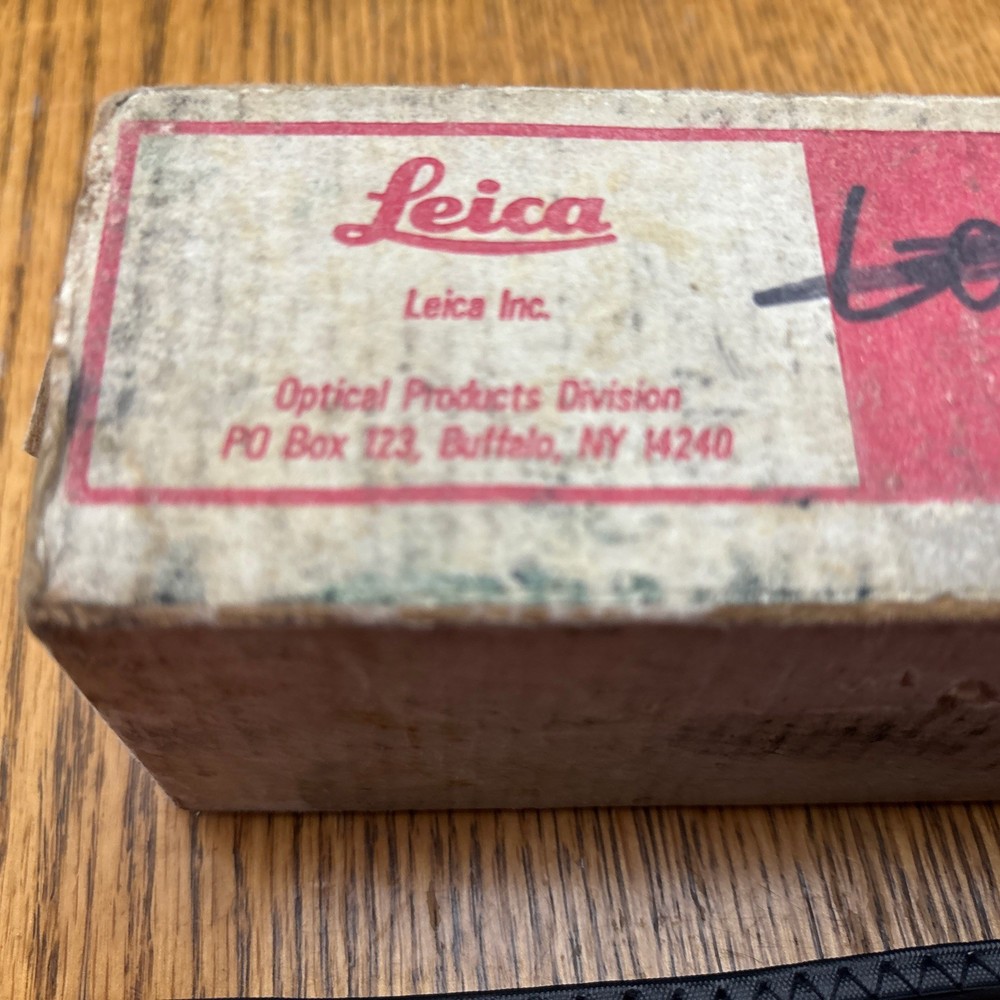 Leica
Leica Inc.
Optical Products Division
PO Box 123, Buffalo, NY 14240